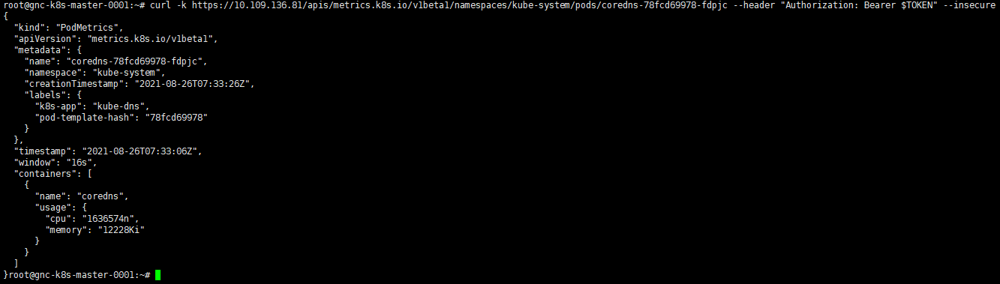 root@gnc-k8s-master-0001:~# curl -k https://10.109.136.81/apis/metrics.k8s.io/v1beta1/namespaces/kube-system/pods/coredns-78fcd69978-fdpjc --header "Authorization: Bearer $TOKEN" --insecure
{
  "kind": "PodMetrics",
  "apiVersion": "metrics.k8s.io/v1beta1",
  "metadata": {
    "name": "coredns-78fcd69978-fdpjc",
    "namespace": "kube-system",
    "creationTimestamp": "2021-08-26T07:33:26Z",
    "labels": {
      "k8s-app": "kube-dns",
      "pod-template-hash": "78fcd69978"
    }
  },
  "timestamp": "2021-08-26T07:33:06Z",
  "window": "16s",
  "containers": [
    {
      "name": "coredns",
      "usage": {
        "cpu": "1636574n",
        "memory": "12228Ki"
      }
    }
  ]
}root@gnc-k8s-master-0001:~#